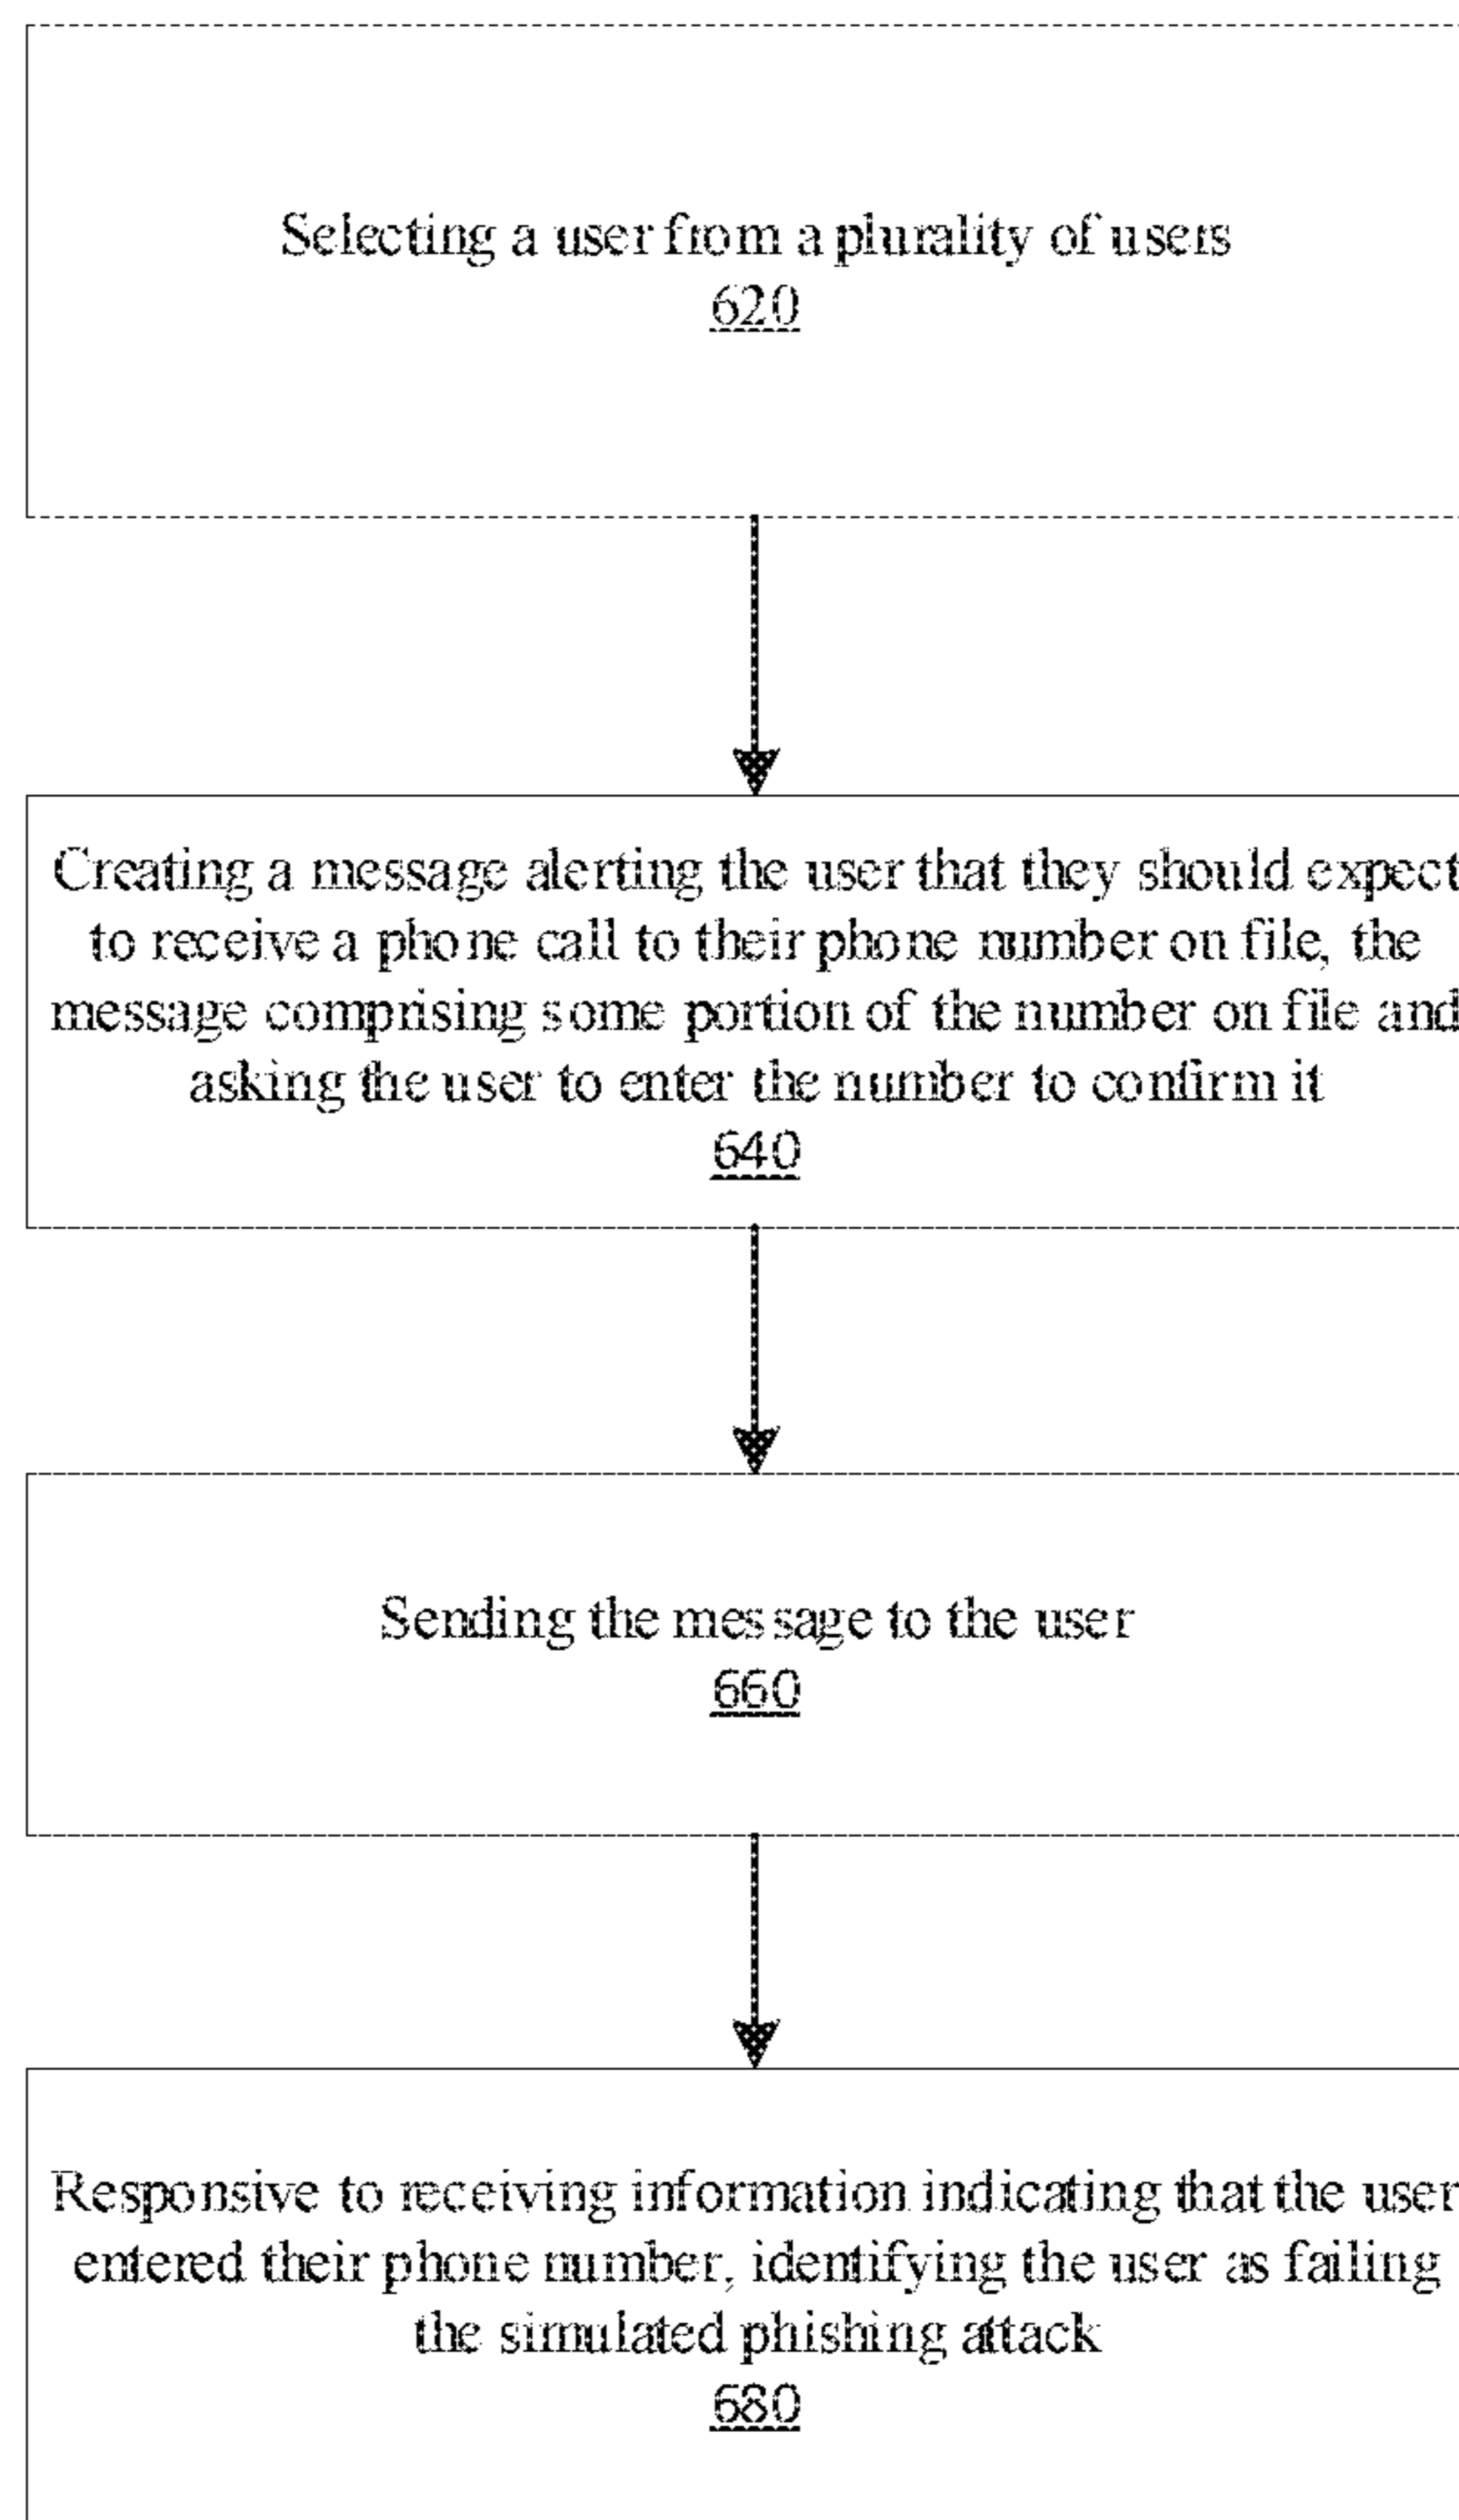 Selecting a user from a plurality of users
620
Creating a message alerting the user that they should expect
to receive a phone call to their phone number on file, the
message comprising some portion of the number on file and
asking the user to enter the number to confirm it
640
Sending the message to the user
660
Responsive to receiving information indicating that the user
entered their phone number, identifying the user as failing
the simulated phishing attack
680